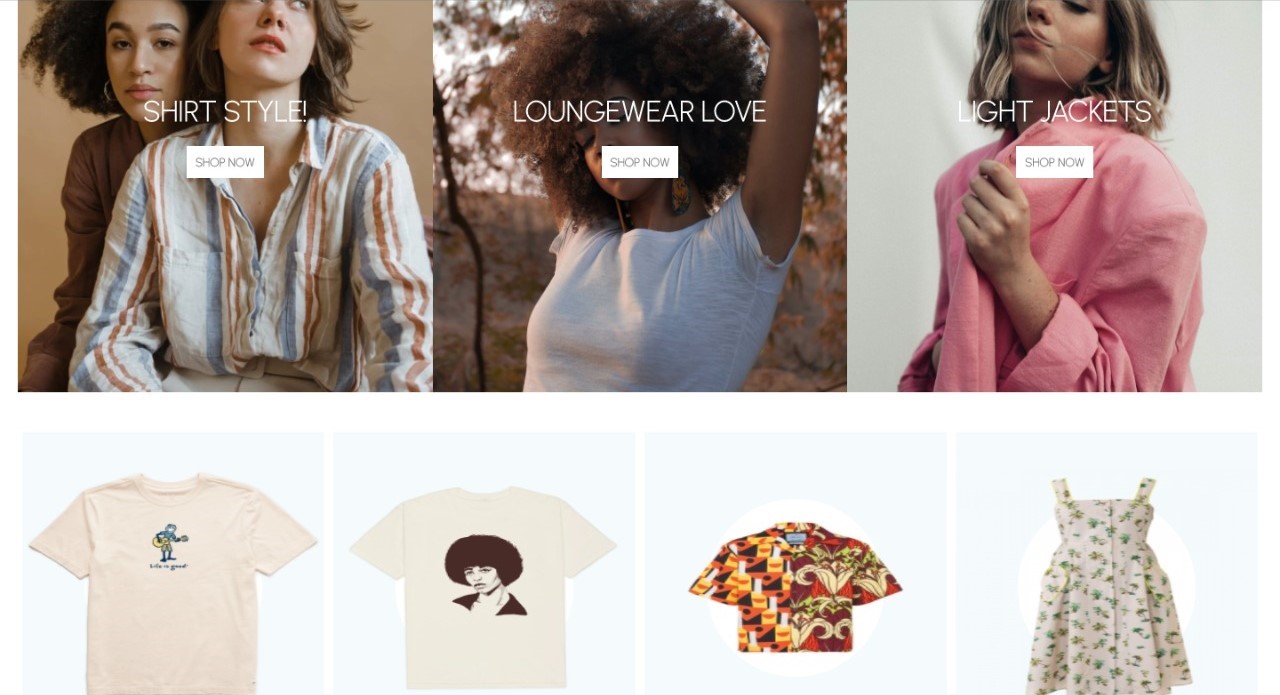 SHIRT STYLE!
SHOP NOW
LOUNGEWEAR LOVE
SHOP NOW
LIGHT JACKETS
SHOP NOW
Life is good